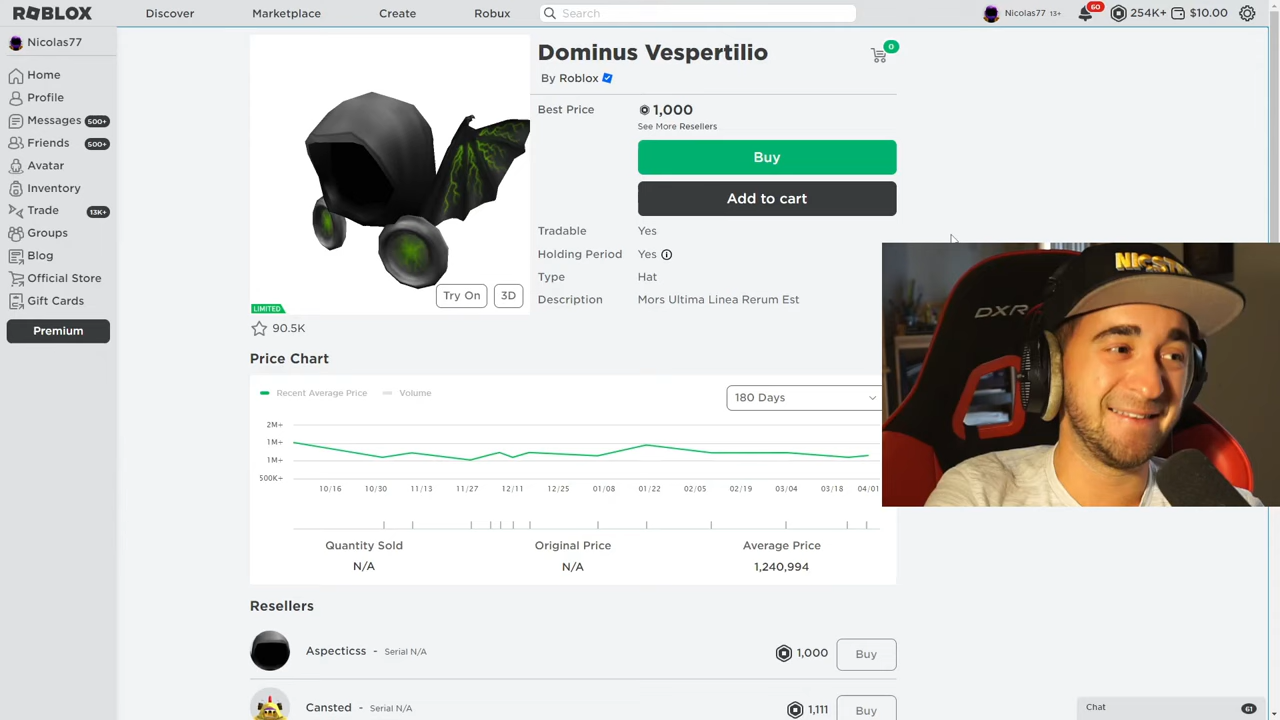 ROBLOX
Discover
Marketplace
Create
Robux
Search
Nicolas77 13+
60
254K+
$10.00
Nicolas77
Home
Profile
Messages 500+
Friends 500+
Avatar
Inventory
Trade 13K+
Groups
Blog
Official Store
Gift Cards
Premium
Dominus Vespertilio
0
By Roblox
Best Price 1,000
See More Resellers
Buy
Add to cart
Tradable Yes
Holding Period Yes
Type Hat
Description Mors Ultima Linea Rerum Est
Try On
3D
LIMITED
90.5K
Price Chart
Recent Average Price
Volume
180 Days
2M+
1M+
1M+
500K+
10/16 10/30 11/13 11/27 12/11 12/25 01/08 01/22 02/05 02/19 03/04 03/18 04/01
Quantity Sold Original Price Average Price
N/A N/A 1,240,994
Resellers
Aspecticss - Serial N/A 1,000 Buy
Cansted - Serial N/A 1,111 Buy
Chat 61